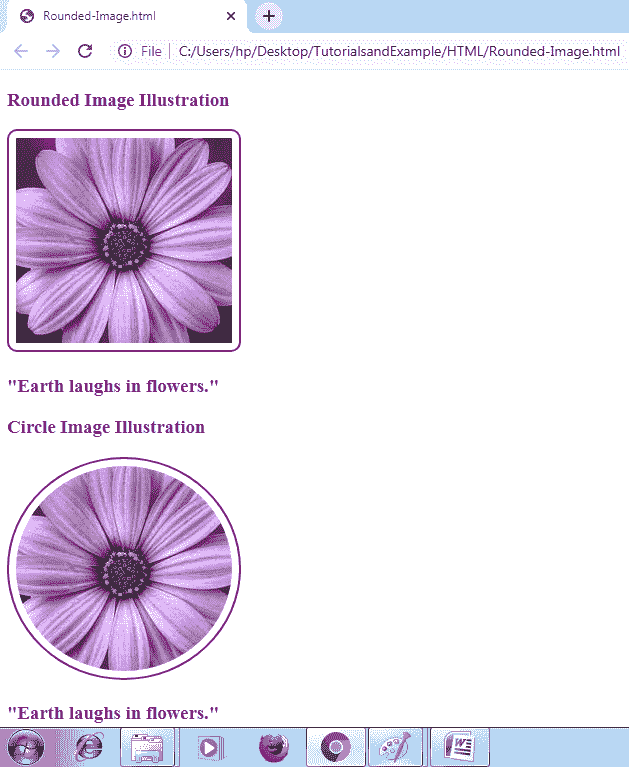 Rounded-Image.html
File | C:/Users/hp/Desktop/TutorialsandExample/HTML/Rounded-Image.html
Rounded Image Illustration
"Earth laughs in flowers."
Circle Image Illustration
"Earth laughs in flowers."
W